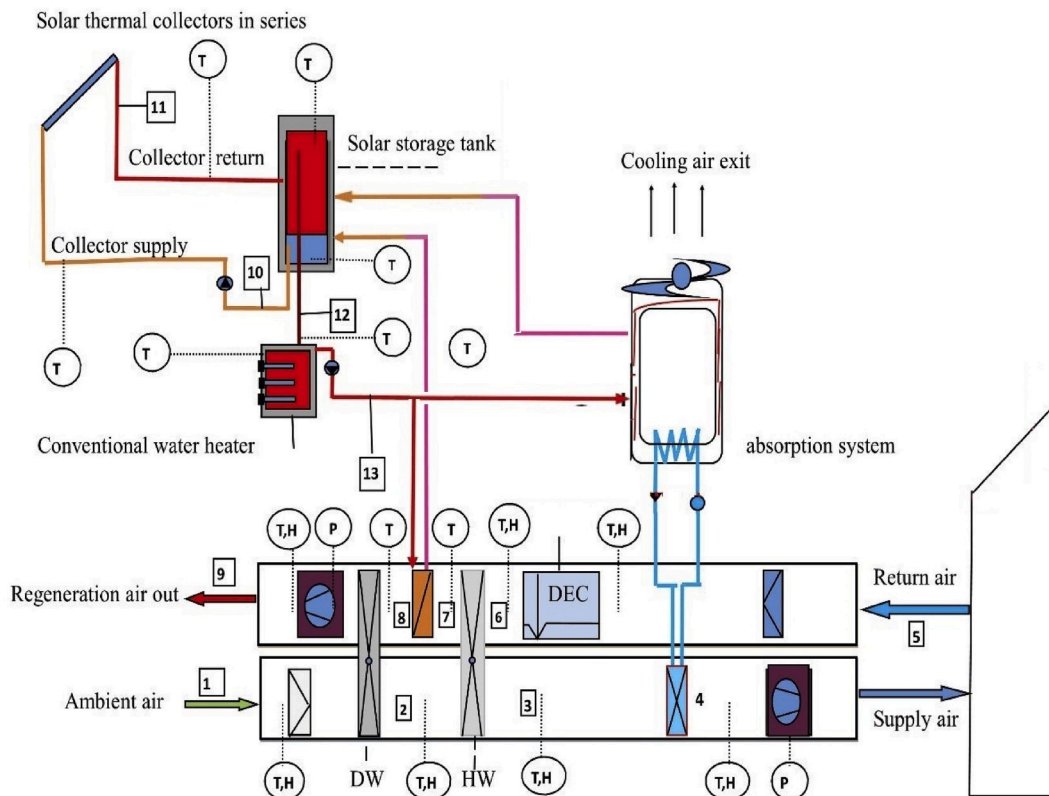 Solar thermal collectors in series
T
T
11
Solar storage tank
Collector return
Cooling air exit
Collector supply
T
10
12
T
T
T
T
Conventional water heater
13
absorption system
T,H
P
T
T
T,H
T,H
9
Regeneration air out
DEC
Return air
8
7
6
5
1
Ambient air
2
3
4
Supply air
T,H
DW
T,H
HW
T,H
T,H
P